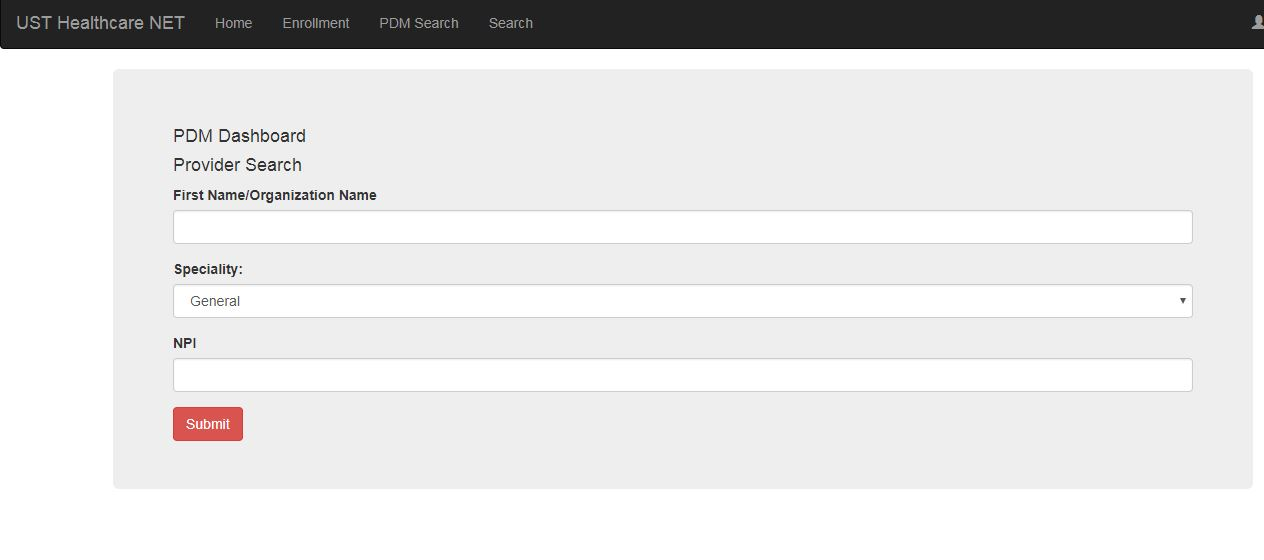 UST Healthcare NET Home Enrollment PDM Search Search
PDM Dashboard
Provider Search
First Name/Organization Name
Speciality:
General
NPI
Submit